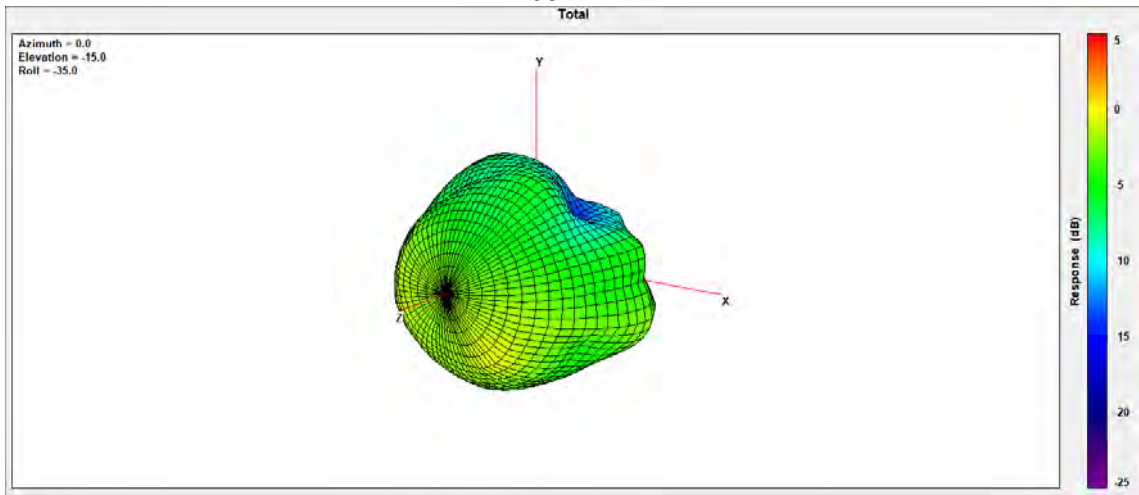 Total
Azimuth = 0.0
Elevation = -15.0
Roll = -35.0
Y
X
Z
5
0
-5
10
15
-20
-25
Response (dB)